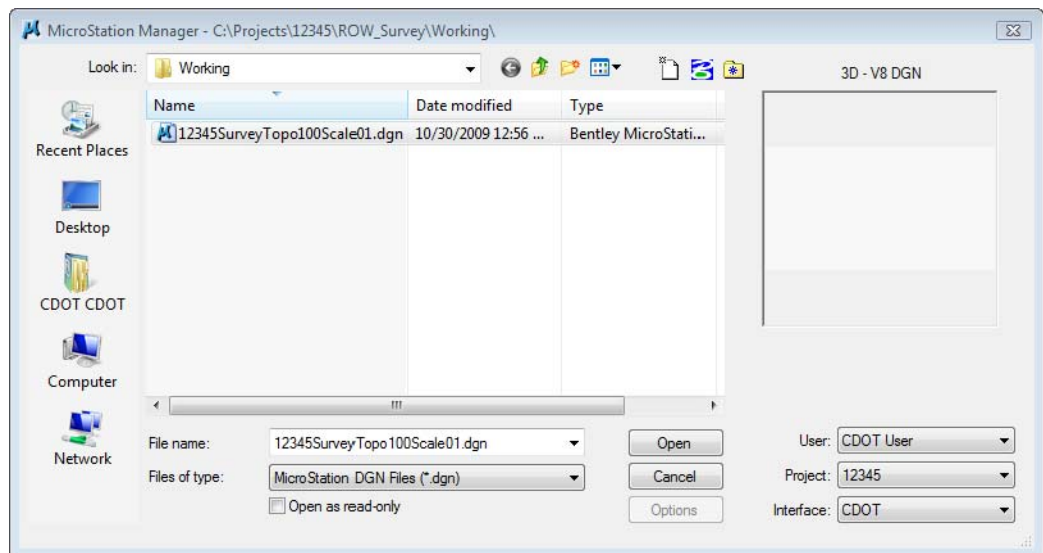 MicroStation Manager - C:\Projects\12345\ROW_Survey\Working\
Look in: Working
3D - V8 DGN
Name Date modified Type
12345SurveyTopo100Scale01.dgn 10/30/2009 12:56 ... Bentley MicroStati...
Recent Places
Desktop
CDOT CDOT
Computer
Network
File name: 12345SurveyTopo100Scale01.dgn Open
Files of type: MicroStation DGN Files (*.dgn) Cancel
Open as read-only Options
User: CDOT User
Project: 12345
Interface: CDOT